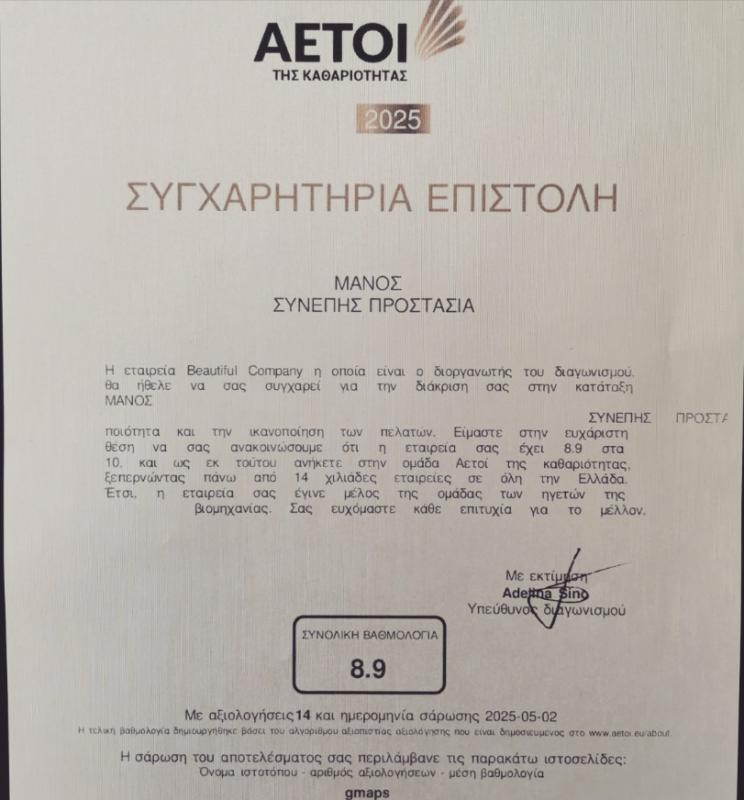 ΑΕΤΟΙ
ΤΗΣ ΚΑΘΑΡΙΟΤΗΤΑΣ
2025
ΣΥΓΧΑΡΗΤΗΡΙΑ ΕΠΙΣΤΟΛΗ
ΜΑΝΟΣ
ΣΥΝΕΠΗΣ ΠΡΟΣΤΑΣΙΑ
Η εταιρεία Beautiful Company η οποία είναι ο διοργανωτής του διαγωνισμού,
θα ήθελε να σας συγχαρεί για την διάκριση σας στην κατάταξη
ΜΑΝΟΣ
ΣΥΝΕΠΗΣ ΠΡΟΣΤΑ
ποιότητα και την ικανοποίηση των πελατών. Είμαστε στην ευχάριστη
θέση να σας ανακοινώσουμε ότι η εταιρεία σας έχει 8.9 στα
10, και ως εκ τούτου ανήκετε στην ομάδα Αετοί της καθαριότητας,
ξεπερνώντας πάνω από 14 χιλιάδες εταιρείες σε όλη την Ελλάδα.
Έτσι, η εταιρεία σας έγινε μέλος της ομάδας των ηγετών της
βιομηχανίας. Σας ευχόμαστε κάθε επιτυχία για το μέλλον.
Με εκτίμηση
Adelina Sino
Υπεύθυνος διαγωνισμού
ΣΥΝΟΛΙΚΗ ΒΑΘΜΟΛΟΓΙΑ
8.9
Με αξιολογήσεις 14 και ημερομηνία σάρωσης 2025-05-02
Η τελική βαθμολογία δημιουργήθηκε βάσει του αλγορίθμου αξιοπιστίας αξιολόγησης που είναι δημοσιευμένος στο www.aetoi.eu/about.
Η σάρωση του αποτελέσματος σας περιλάμβανε τις παρακάτω ιστοσελίδες:
Όνομα ιστοτόπου - αριθμός αξιολογήσεων - μέση βαθμολογία
gmaps